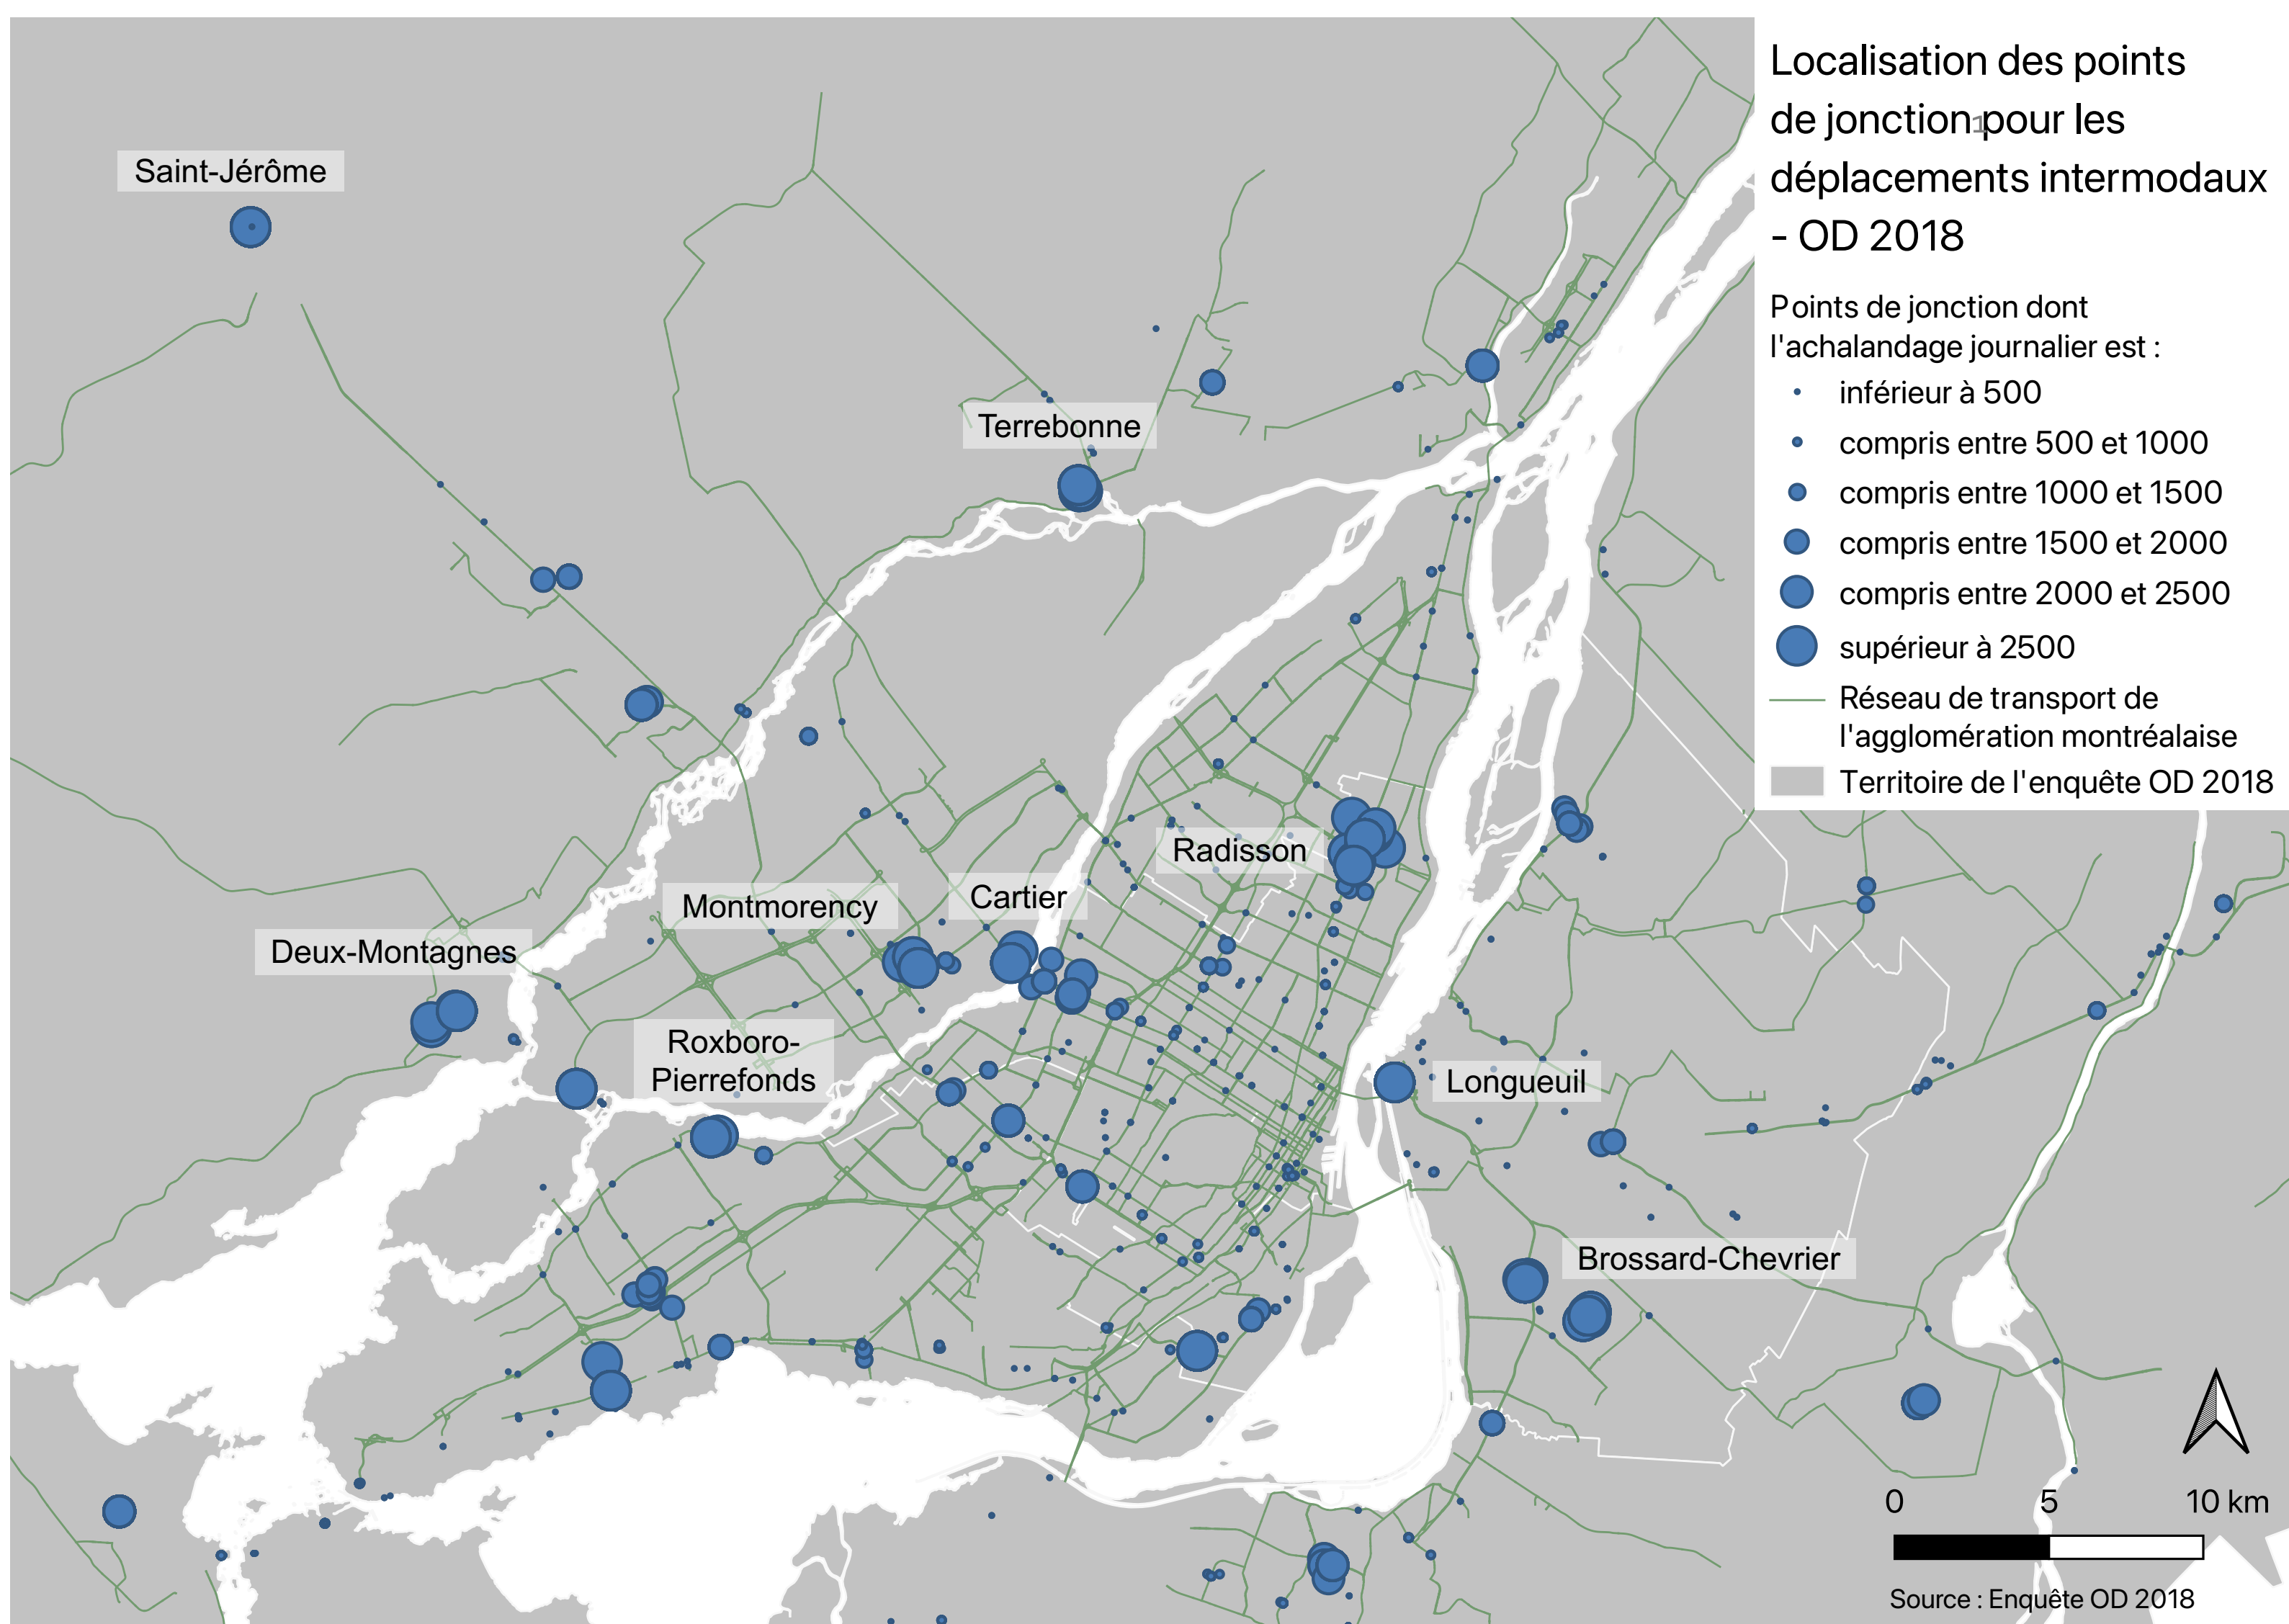 Localisation des points
de jonction1pour les
déplacements intermodaux
- OD 2018
Points de jonction dont
l'achalandage journalier est :
inférieur à 500
compris entre 500 et 1000
compris entre 1000 et 1500
compris entre 1500 et 2000
compris entre 2000 et 2500
supérieur à 2500
Réseau de transport de
l'agglomération montréalaise
Territoire de l'enquête OD 2018
Saint-Jérôme
Terrebonne
Radisson
Cartier
Montmorency
Deux-Montagnes
Roxboro-
Pierrefonds
Longueuil
Brossard-Chevrier
0 5 10 km
Source : Enquête OD 2018